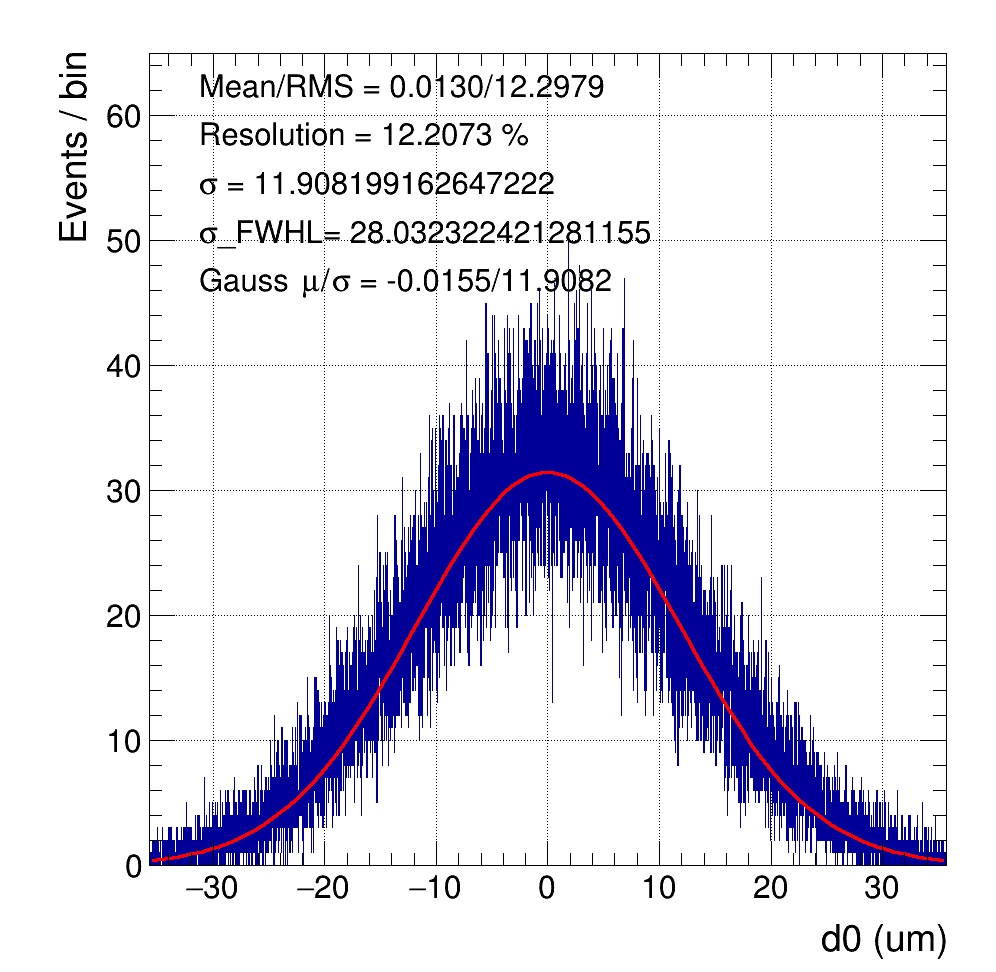 Events / bin
Mean/RMS = 0.0130/12.2979
Resolution = 12.2073 %
σ = 11.908199162647222
σ_FWHL= 28.032322421281155
Gauss μ/σ = -0.0155/11.9082
60
50
40
30
20
10
0
−30 −20 −10 0 10 20 30
d0 (um)